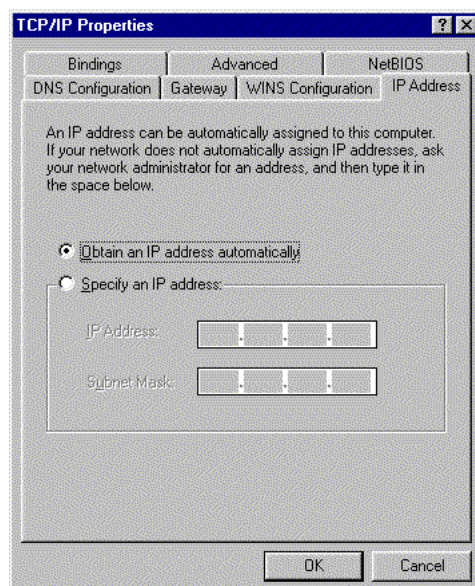 TCP/IP Properties
Bindings Advanced NetBIOS
DNS Configuration Gateway WINS Configuration IP Address
An IP address can be automatically assigned to this computer.
If your network does not automatically assign IP addresses, ask
your network administrator for an address, and then type it in
the space below.
Obtain an IP address automatically
Specify an IP address:
IP Address:
Subnet Mask:
OK Cancel